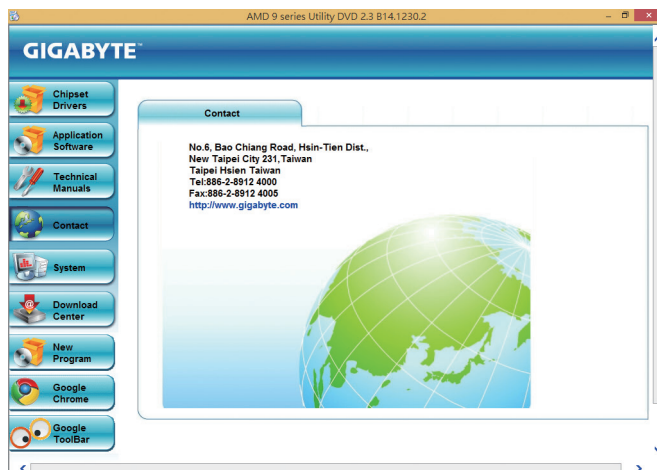 AMD 9 series Utility DVD 2.3 B14.1230.2
GIGABYTE™
Chipset
Drivers
Application
Software
Technical
Manuals
Contact
System
Download
Center
New
Program
Google
Chrome
Google
ToolBar
Contact
No.6, Bao Chiang Road, Hsin-Tien Dist.,
New Taipei City 231,Taiwan
Taipei Hsien Taiwan
Tel:886-2-8912 4000
Fax:886-2-8912 4005
http://www.gigabyte.com